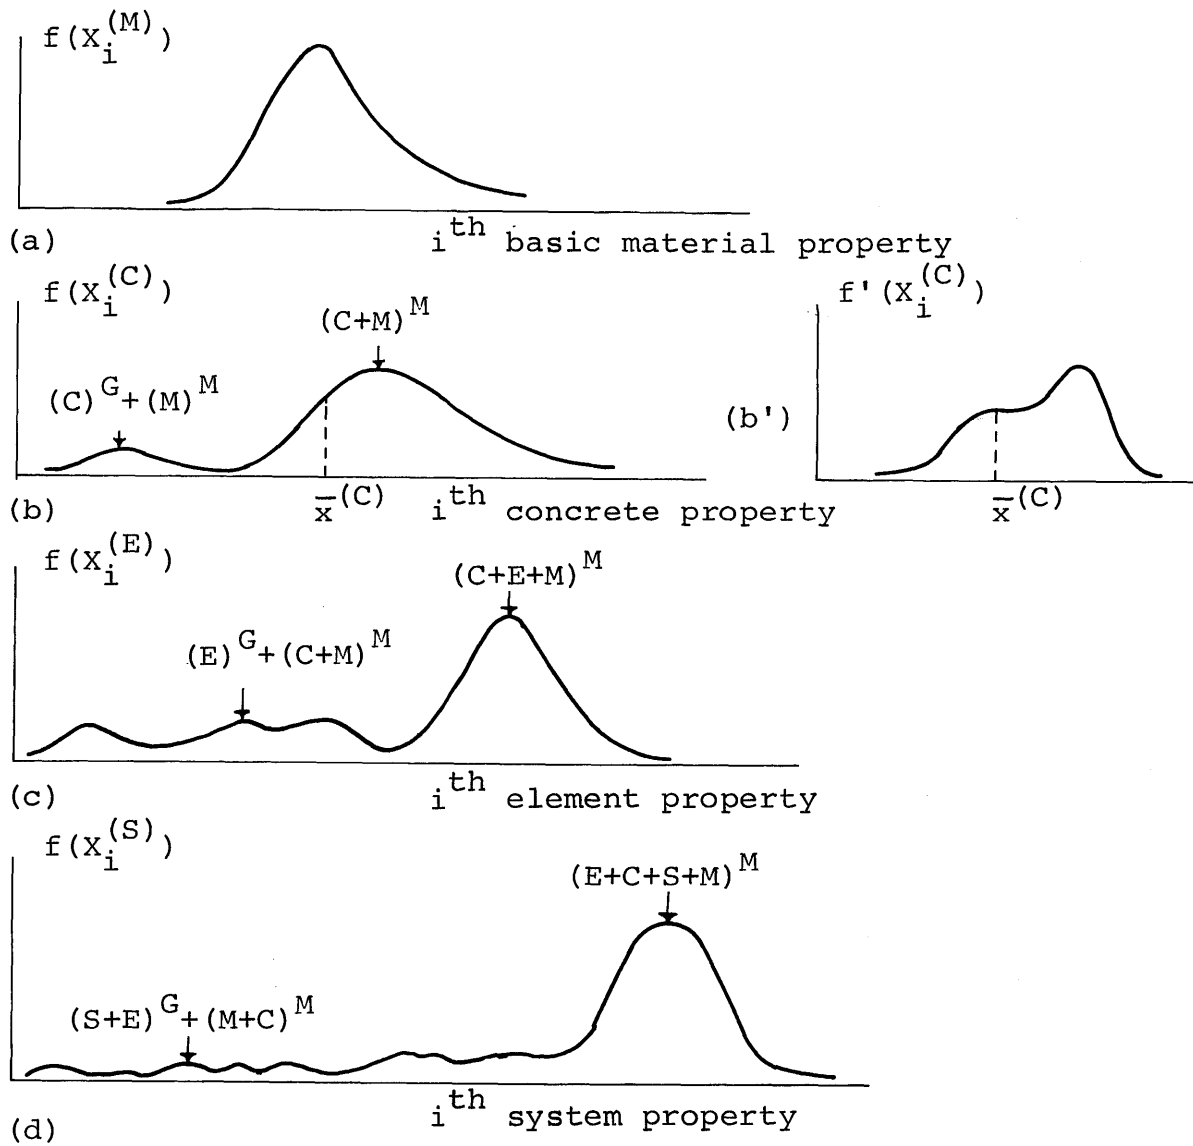 f(X_i^(M))
(a)
i^th basic material property
f(X_i^(C))
(C+M)^M
(C)^G+(M)^M
x̅^(C)
(b)
i^th concrete property
f'(X_i^(C))
(b')
x̅^(C)
f(X_i^(E))
(C+E+M)^M
(E)^G+(C+M)^M
(c)
i^th element property
f(X_i^(S))
(E+C+S+M)^M
(S+E)^G+(M+C)^M
(d)
i^th system property